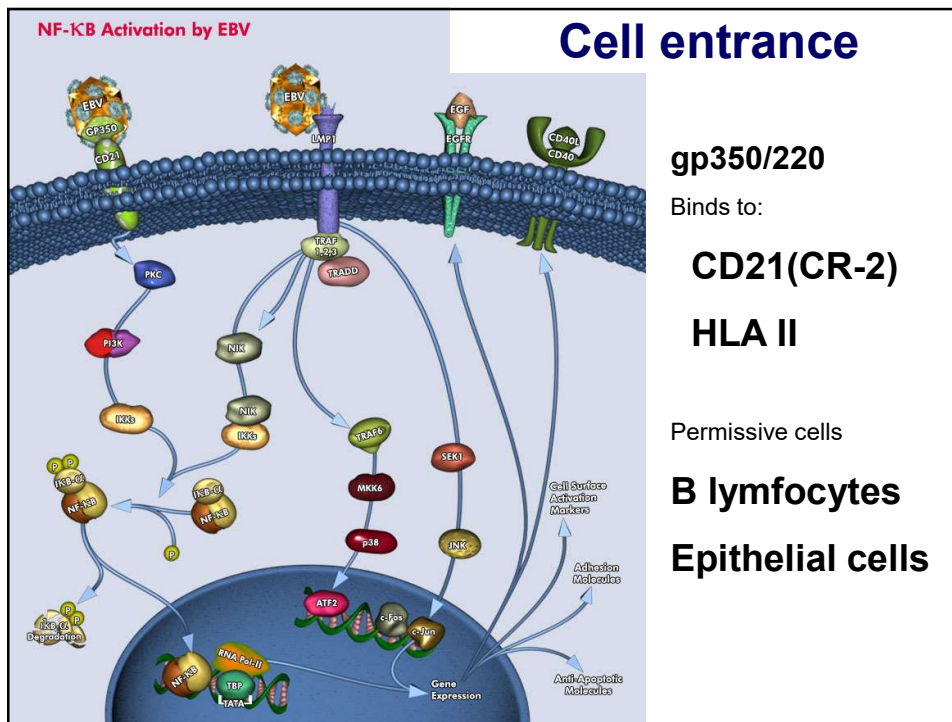 NF-KB Activation by EBV
Cell entrance
EBV
GP350
CD21
EBV
LMP1
EGF
EGFR
CD40L
CD40
TRAF
1,2,3
TRADD
PKC
PI3K
IKKs
NIK
NIK
IKKs
TRAF6
MKK6
p38
SEK1
JNK
P
P
IKB-α
NF-KB
IKB-α
NF-KB
P
P
P
IKB-α
Degradation
ATF2
c-Fos
c-Jun
NF-KB
RNA Pol-II
TBP
TATA
Gene
Expression
Cell Surface
Activation
Markers
Adhesion
Molecules
Anti-Apoptotic
Molecules
gp350/220
Binds to:
CD21(CR-2)
HLA II
Permissive cells
B lymfocytes
Epithelial cells